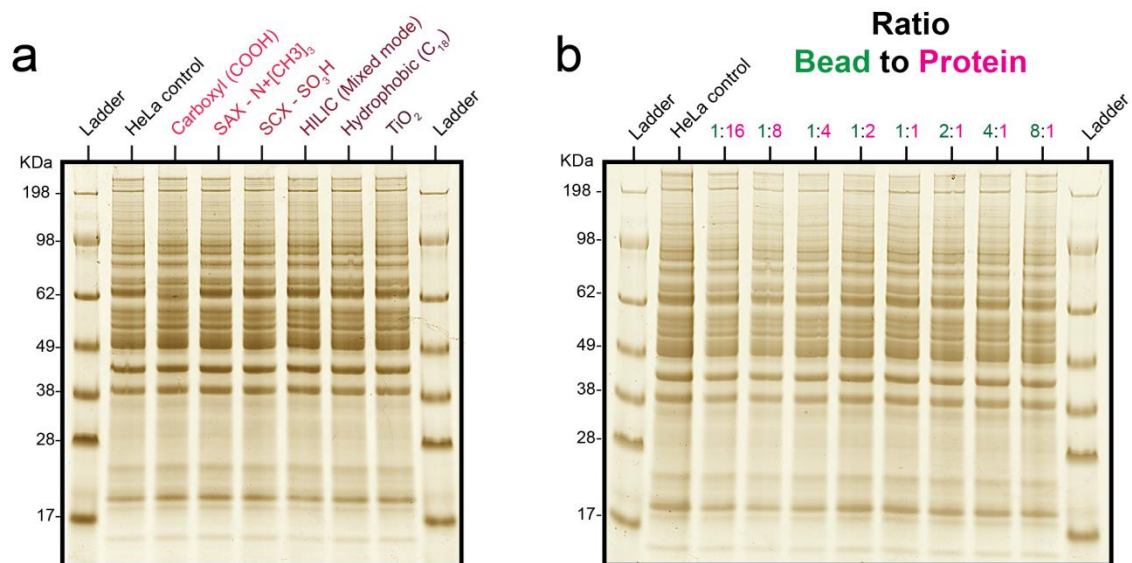 a
Ladder
HeLa control
Carboxyl (COOH)
SAX - N+[CH3]₃
SCX - SO₃H
HILIC (Mixed mode)
Hydrophobic (C₁₈)
TiO₂
Ladder
KDa
198
98
62
49
38
28
17
b
Ratio
Bead to Protein
Ladder
HeLa control
1:16
1:8
1:4
1:2
1:1
2:1
4:1
8:1
Ladder
KDa
198
98
62
49
38
28
17